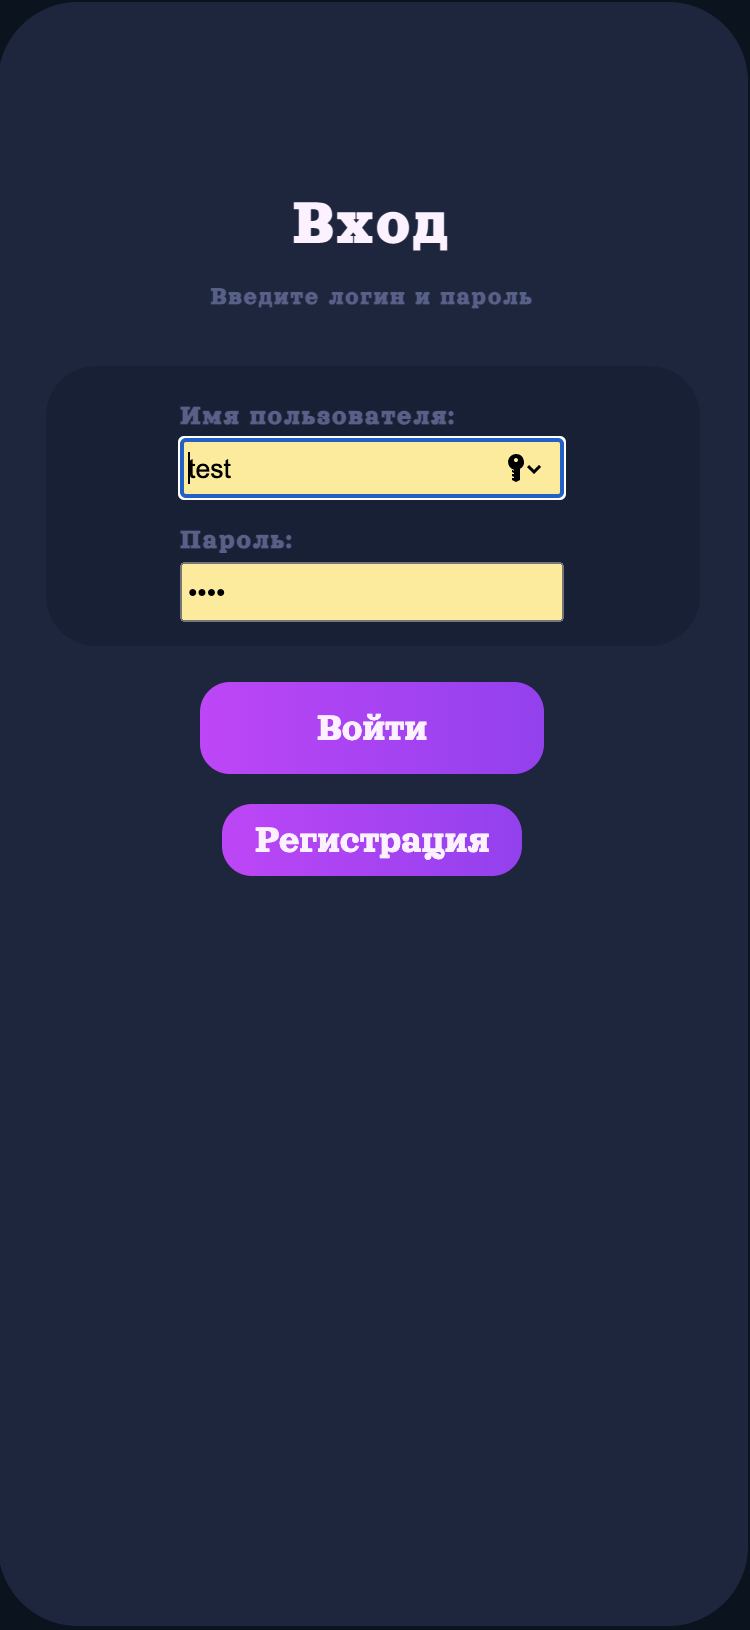 Вход
Введите логин и пароль
Имя пользователя:
test
Пароль:
••••
Войти
Регистрация